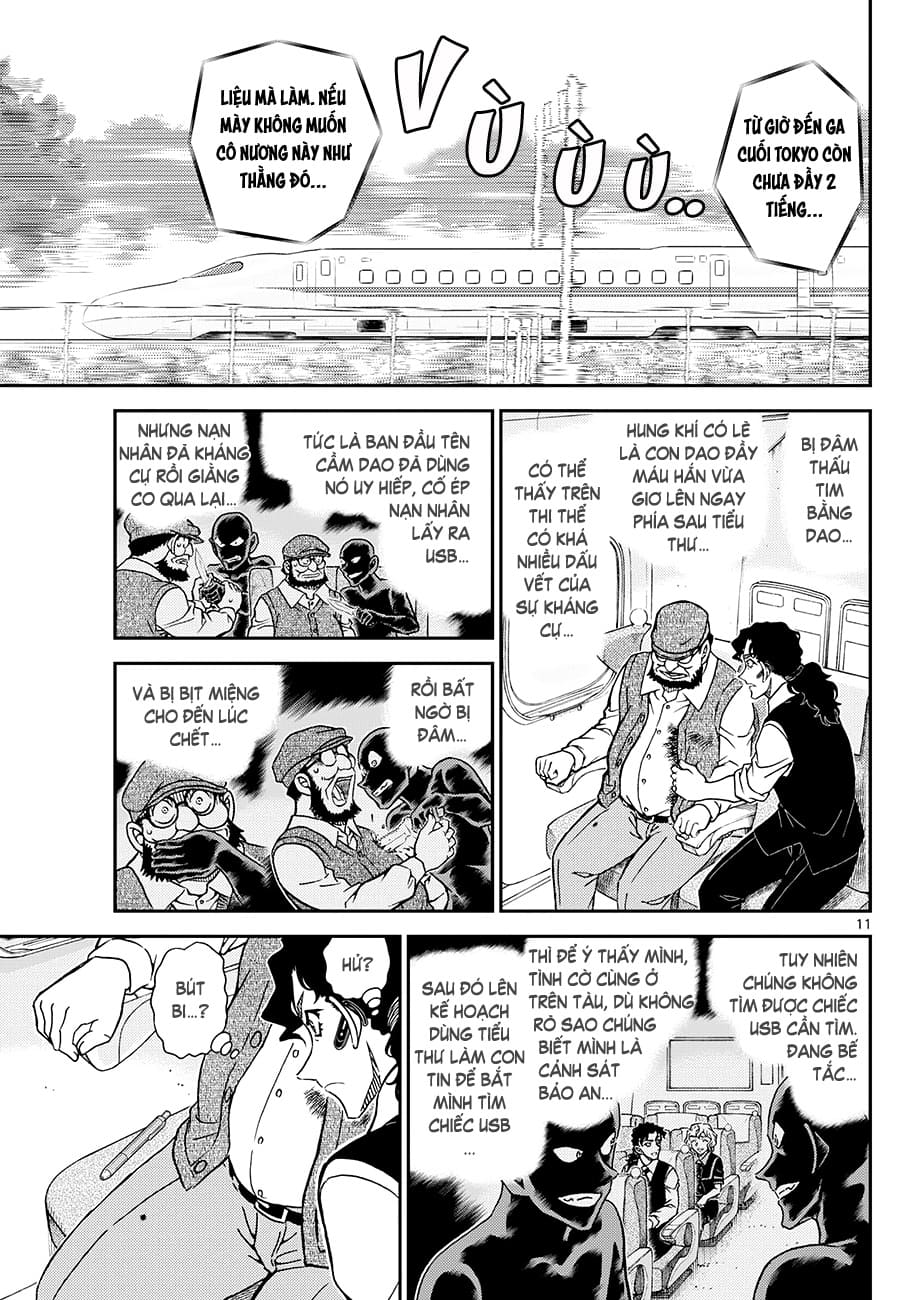 TỪ GIỜ ĐẾN GA
CUỐI TOKYO CÒN
CHƯA ĐẦY 2
TIẾNG...
VÙÙÙ..
LIỆU MÀ LÀM. NẾU
MÀY KHÔNG MUỐN
CÔ NƯƠNG NÀY NHƯ
THẰNG ĐÓ...
BỊ ĐÂM
THẤU
TIM
BẰNG
DAO...
HUNG KHÍ CÓ LẼ
LÀ CON DAO ĐẦY
MÁU HẮN VỪA
GIƠ LÊN NGAY
PHÍA SAU TIỂU
THƯ...
CÓ THỂ
THẤY TRÊN
THI THỂ
CÓ KHÁ
NHIỀU DẤU
VẾT CỦA
SỰ KHÁNG
CỰ...
TỨC LÀ BAN ĐẦU TÊN
CẦM DAO ĐÃ DÙNG
NÓ UY HIẾP, CỐ ÉP
NẠN NHÂN
LẤY RA
USB...
NHƯNG NẠN
NHÂN ĐÃ KHÁNG
CỰ RỒI GIẰNG
CO QUA LẠI...
RỒI BẤT
NGỜ BỊ
ĐÂM...
VÀ BỊ BỊT MIỆNG
CHO ĐẾN LÚC
CHẾT...
11
TUY NHIÊN
CHÚNG KHÔNG
TÌM ĐƯỢC CHIẾC
USB CẦN TÌM.
ĐANG BẾ
TẮC...
THÌ ĐỂ Ý THẤY MÌNH,
TÌNH CỜ CÙNG Ở
TRÊN TÀU, DÙ KHÔNG
RÕ SAO CHÚNG
BIẾT MÌNH LÀ
CẢNH SÁT
BẢO AN...
SAU ĐÓ LÊN
KẾ HOẠCH
DÙNG TIỂU
THƯ LÀM CON
TIN ĐỂ BẮT
MÌNH TÌM
CHIẾC USB
...
HỬ?
BÚT
BI...?